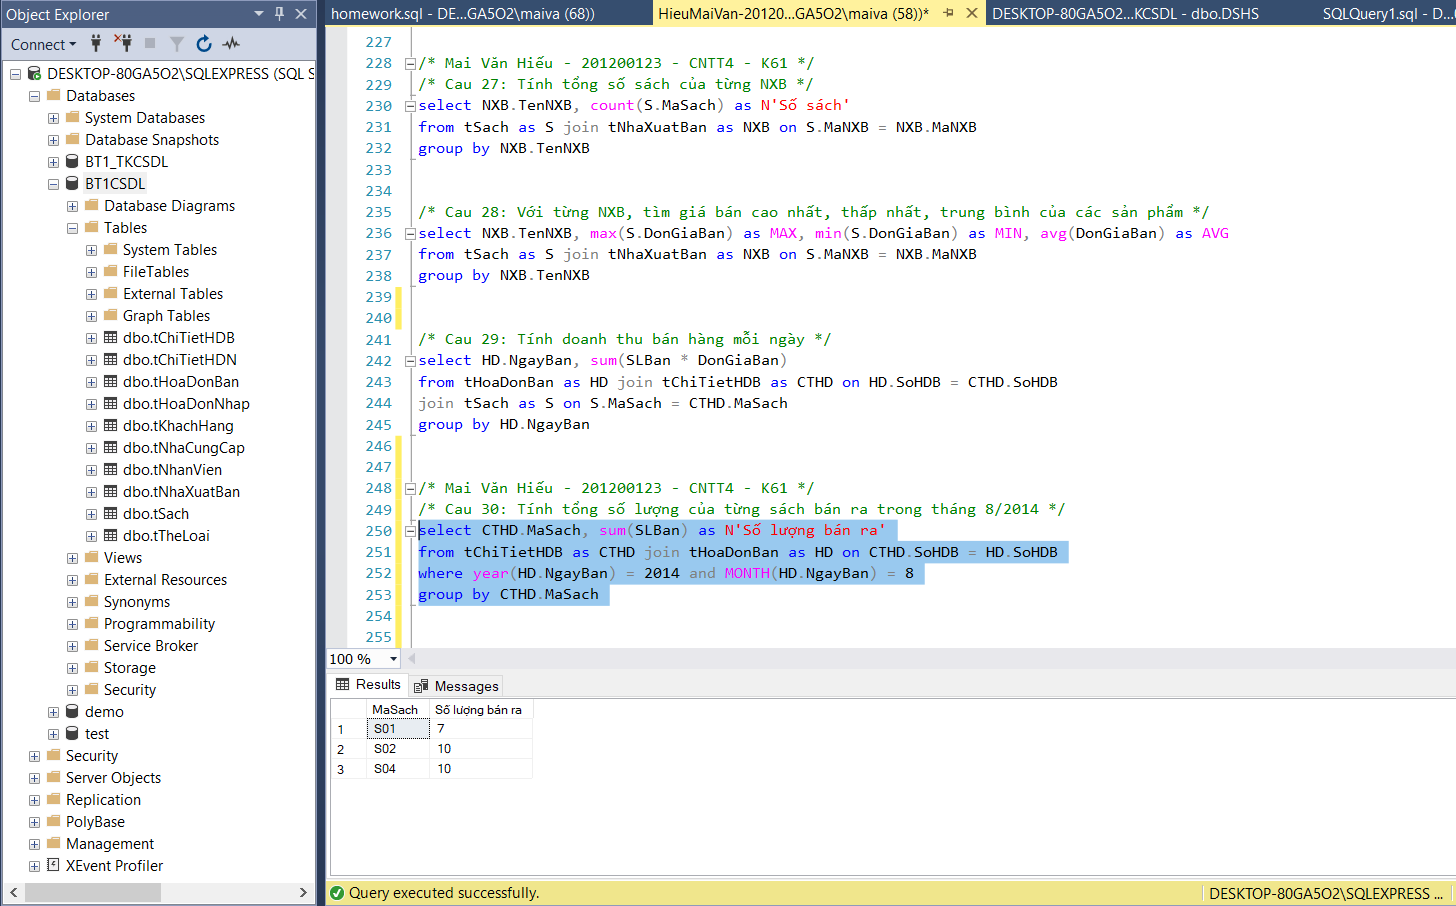 Object Explorer
Connect
DESKTOP-80GA5O2\SQLEXPRESS (SQL S
Databases
System Databases
Database Snapshots
BT1_TKCSDL
BT1CSDL
Database Diagrams
Tables
System Tables
FileTables
External Tables
Graph Tables
dbo.tChiTietHDB
dbo.tChiTietHDN
dbo.tHoaDonBan
dbo.tHoaDonNhap
dbo.tKhachHang
dbo.tNhaCungCap
dbo.tNhanVien
dbo.tNhaXuatBan
dbo.tSach
dbo.tTheLoai
Views
External Resources
Synonyms
Programmability
Service Broker
Storage
Security
demo
test
Security
Server Objects
Replication
PolyBase
Management
XEvent Profiler
homework.sql - DE...GA5O2\maiva (68))
HieuMaiVan-20120...GA5O2\maiva (58))*
DESKTOP-80GA5O2...KCSDL - dbo.DSHS
SQLQuery1.sql - D...
227
228 /* Mai Văn Hiếu - 201200123 - CNTT4 - K61 */
229 /* Cau 27: Tính tổng số sách của từng NXB */
230 select NXB.TenNXB, count(S.MaSach) as N'Số sách'
231 from tSach as S join tNhaXuatBan as NXB on S.MaNXB = NXB.MaNXB
232 group by NXB.TenNXB
233
234
235 /* Cau 28: Với từng NXB, tìm giá bán cao nhất, thấp nhất, trung bình của các sản phẩm */
236 select NXB.TenNXB, max(S.DonGiaBan) as MAX, min(S.DonGiaBan) as MIN, avg(DonGiaBan) as AVG
237 from tSach as S join tNhaXuatBan as NXB on S.MaNXB = NXB.MaNXB
238 group by NXB.TenNXB
239
240
241 /* Cau 29: Tính doanh thu bán hàng mỗi ngày */
242 select HD.NgayBan, sum(SLBan * DonGiaBan)
243 from tHoaDonBan as HD join tChiTietHDB as CTHD on HD.SoHDB = CTHD.SoHDB
244 join tSach as S on S.MaSach = CTHD.MaSach
245 group by HD.NgayBan
246
247
248 /* Mai Văn Hiếu - 201200123 - CNTT4 - K61 */
249 /* Cau 30: Tính tổng số lượng của từng sách bán ra trong tháng 8/2014 */
250 select CTHD.MaSach, sum(SLBan) as N'Số lượng bán ra'
251 from tChiTietHDB as CTHD join tHoaDonBan as HD on CTHD.SoHDB = HD.SoHDB
252 where year(HD.NgayBan) = 2014 and MONTH(HD.NgayBan) = 8
253 group by CTHD.MaSach
254
255
100 %
Results Messages
MaSach Số lượng bán ra
1 S01 7
2 S02 10
3 S04 10
Query executed successfully.
DESKTOP-80GA5O2\SQLEXPRESS ...